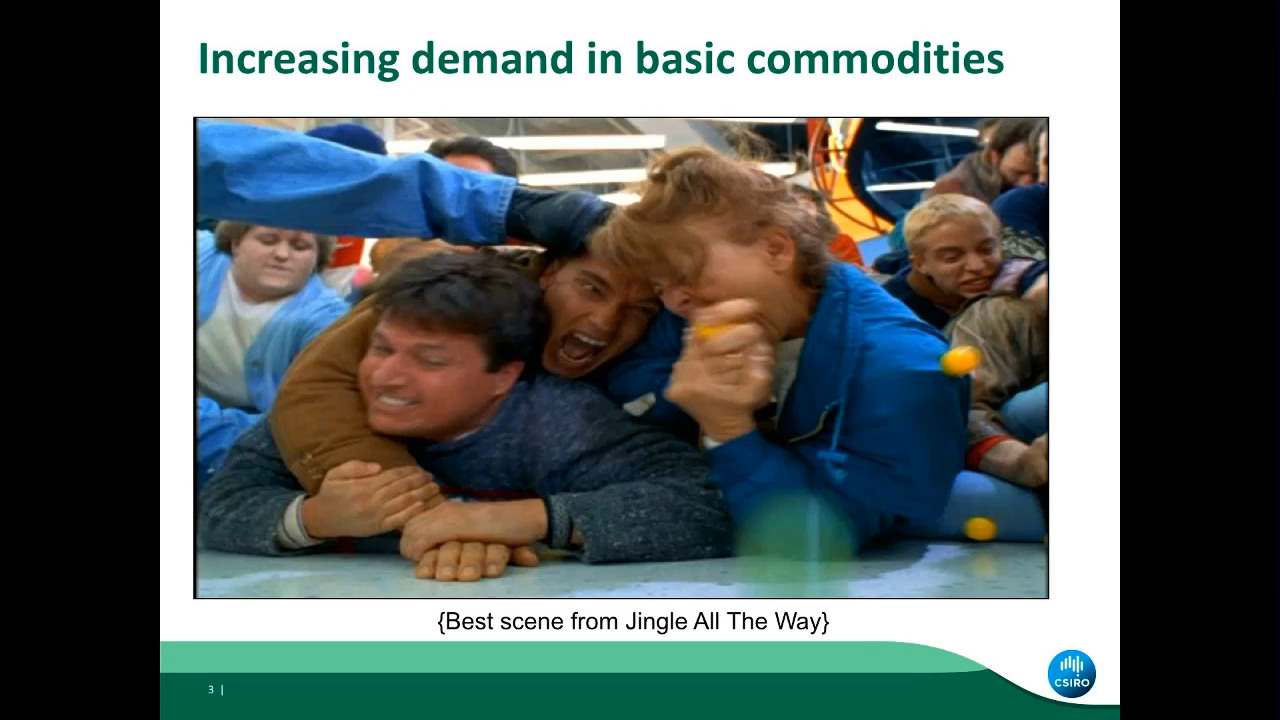 Increasing demand in basic commodities
{Best scene from Jingle All The Way}
3 |
CSIRO